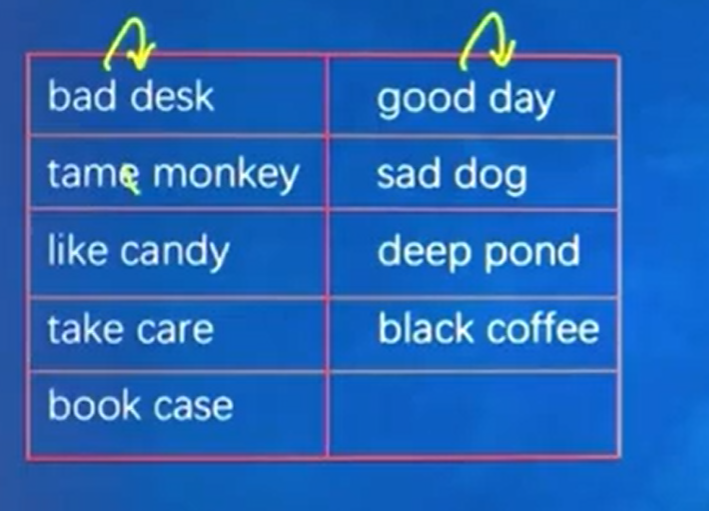 bad desk good day
tame monkey sad dog
like candy deep pond
take care black coffee
book case